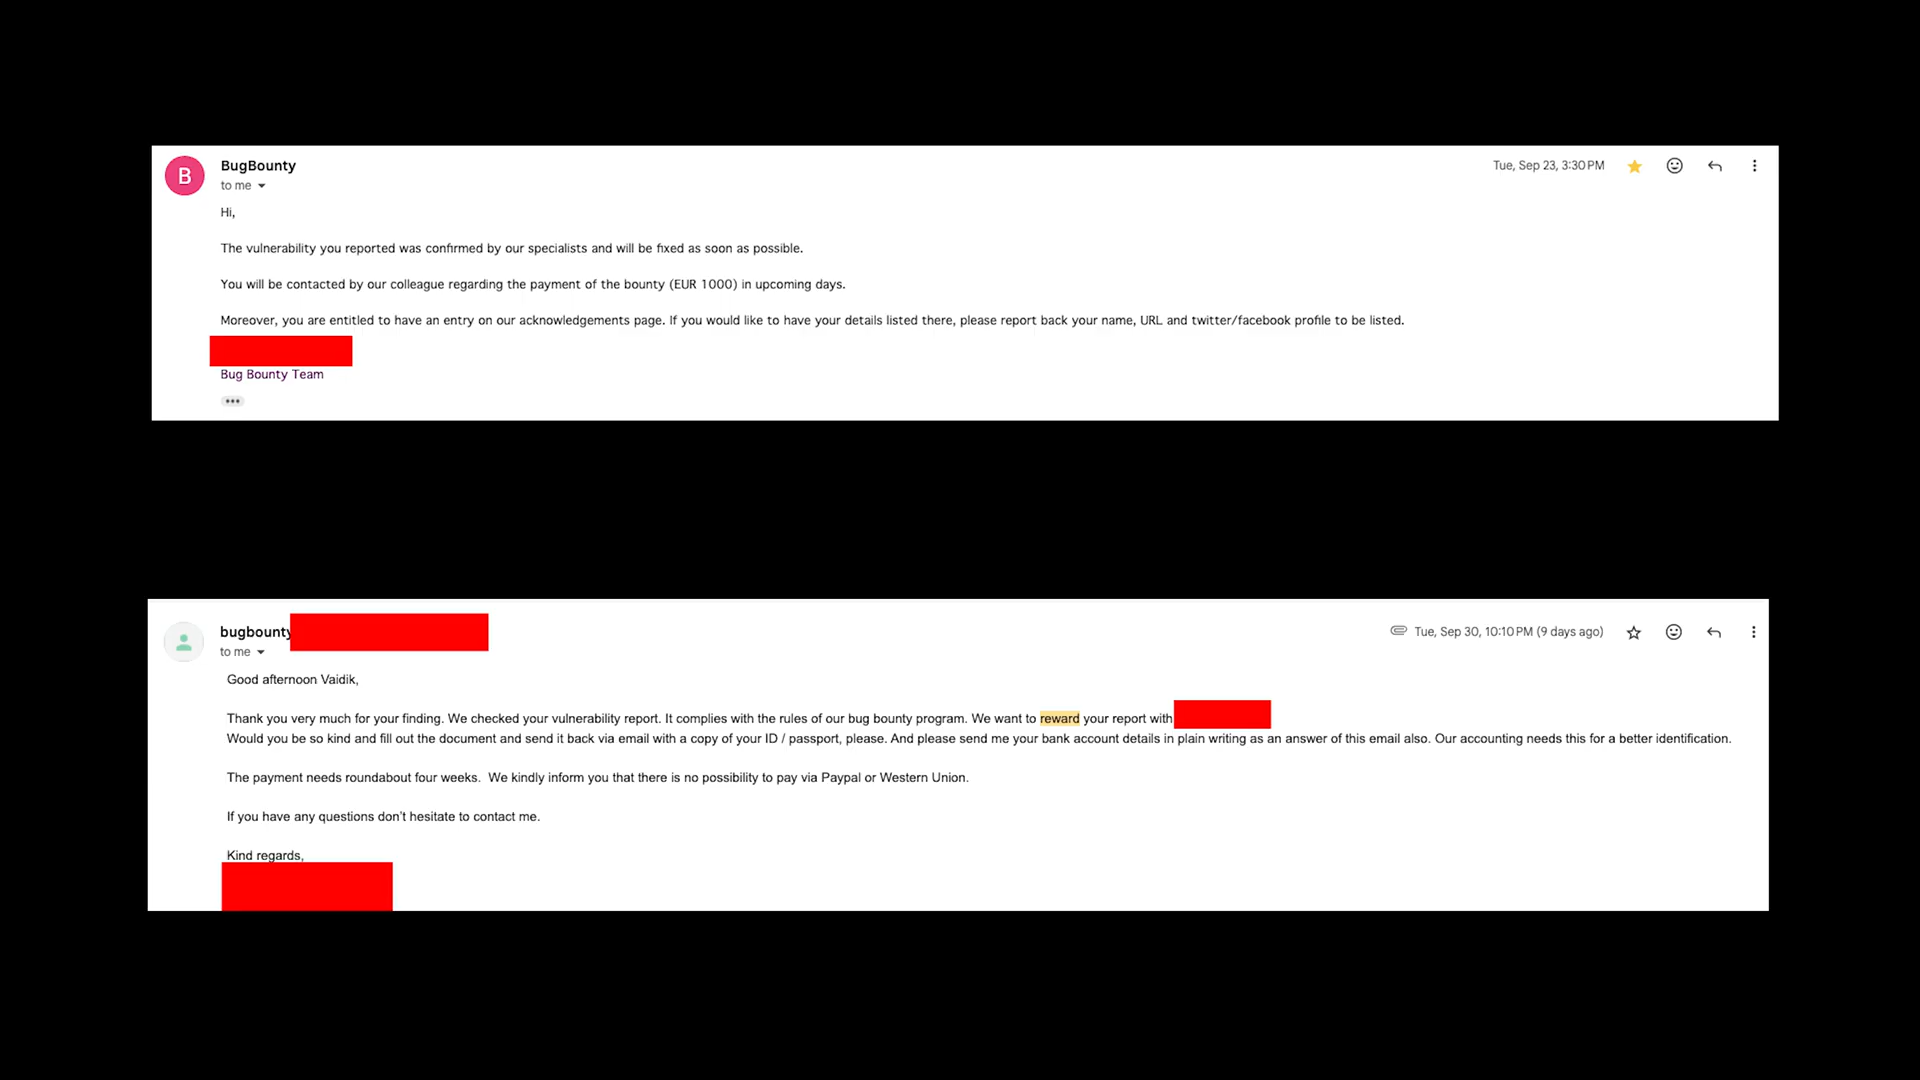 B
BugBounty
Tue, Sep 23, 3:30 PM
to me
Hi,
The vulnerability you reported was confirmed by our specialists and will be fixed as soon as possible.
You will be contacted by our colleague regarding the payment of the bounty (EUR 1000) in upcoming days.
Moreover, you are entitled to have an entry on our acknowledgements page. If you would like to have your details listed there, please report back your name, URL and twitter/facebook profile to be listed.
Bug Bounty Team
bugbounty
Tue, Sep 30, 10:10 PM (9 days ago)
to me
Good afternoon Vaidik,
Thank you very much for your finding. We checked your vulnerability report. It complies with the rules of our bug bounty program. We want to reward your report with
Would you be so kind and fill out the document and send it back via email with a copy of your ID / passport, please. And please send me your bank account details in plain writing as an answer of this email also. Our accounting needs this for a better identification.
The payment needs roundabout four weeks.  We kindly inform you that there is no possibility to pay via Paypal or Western Union.
If you have any questions don't hesitate to contact me.
Kind regards,